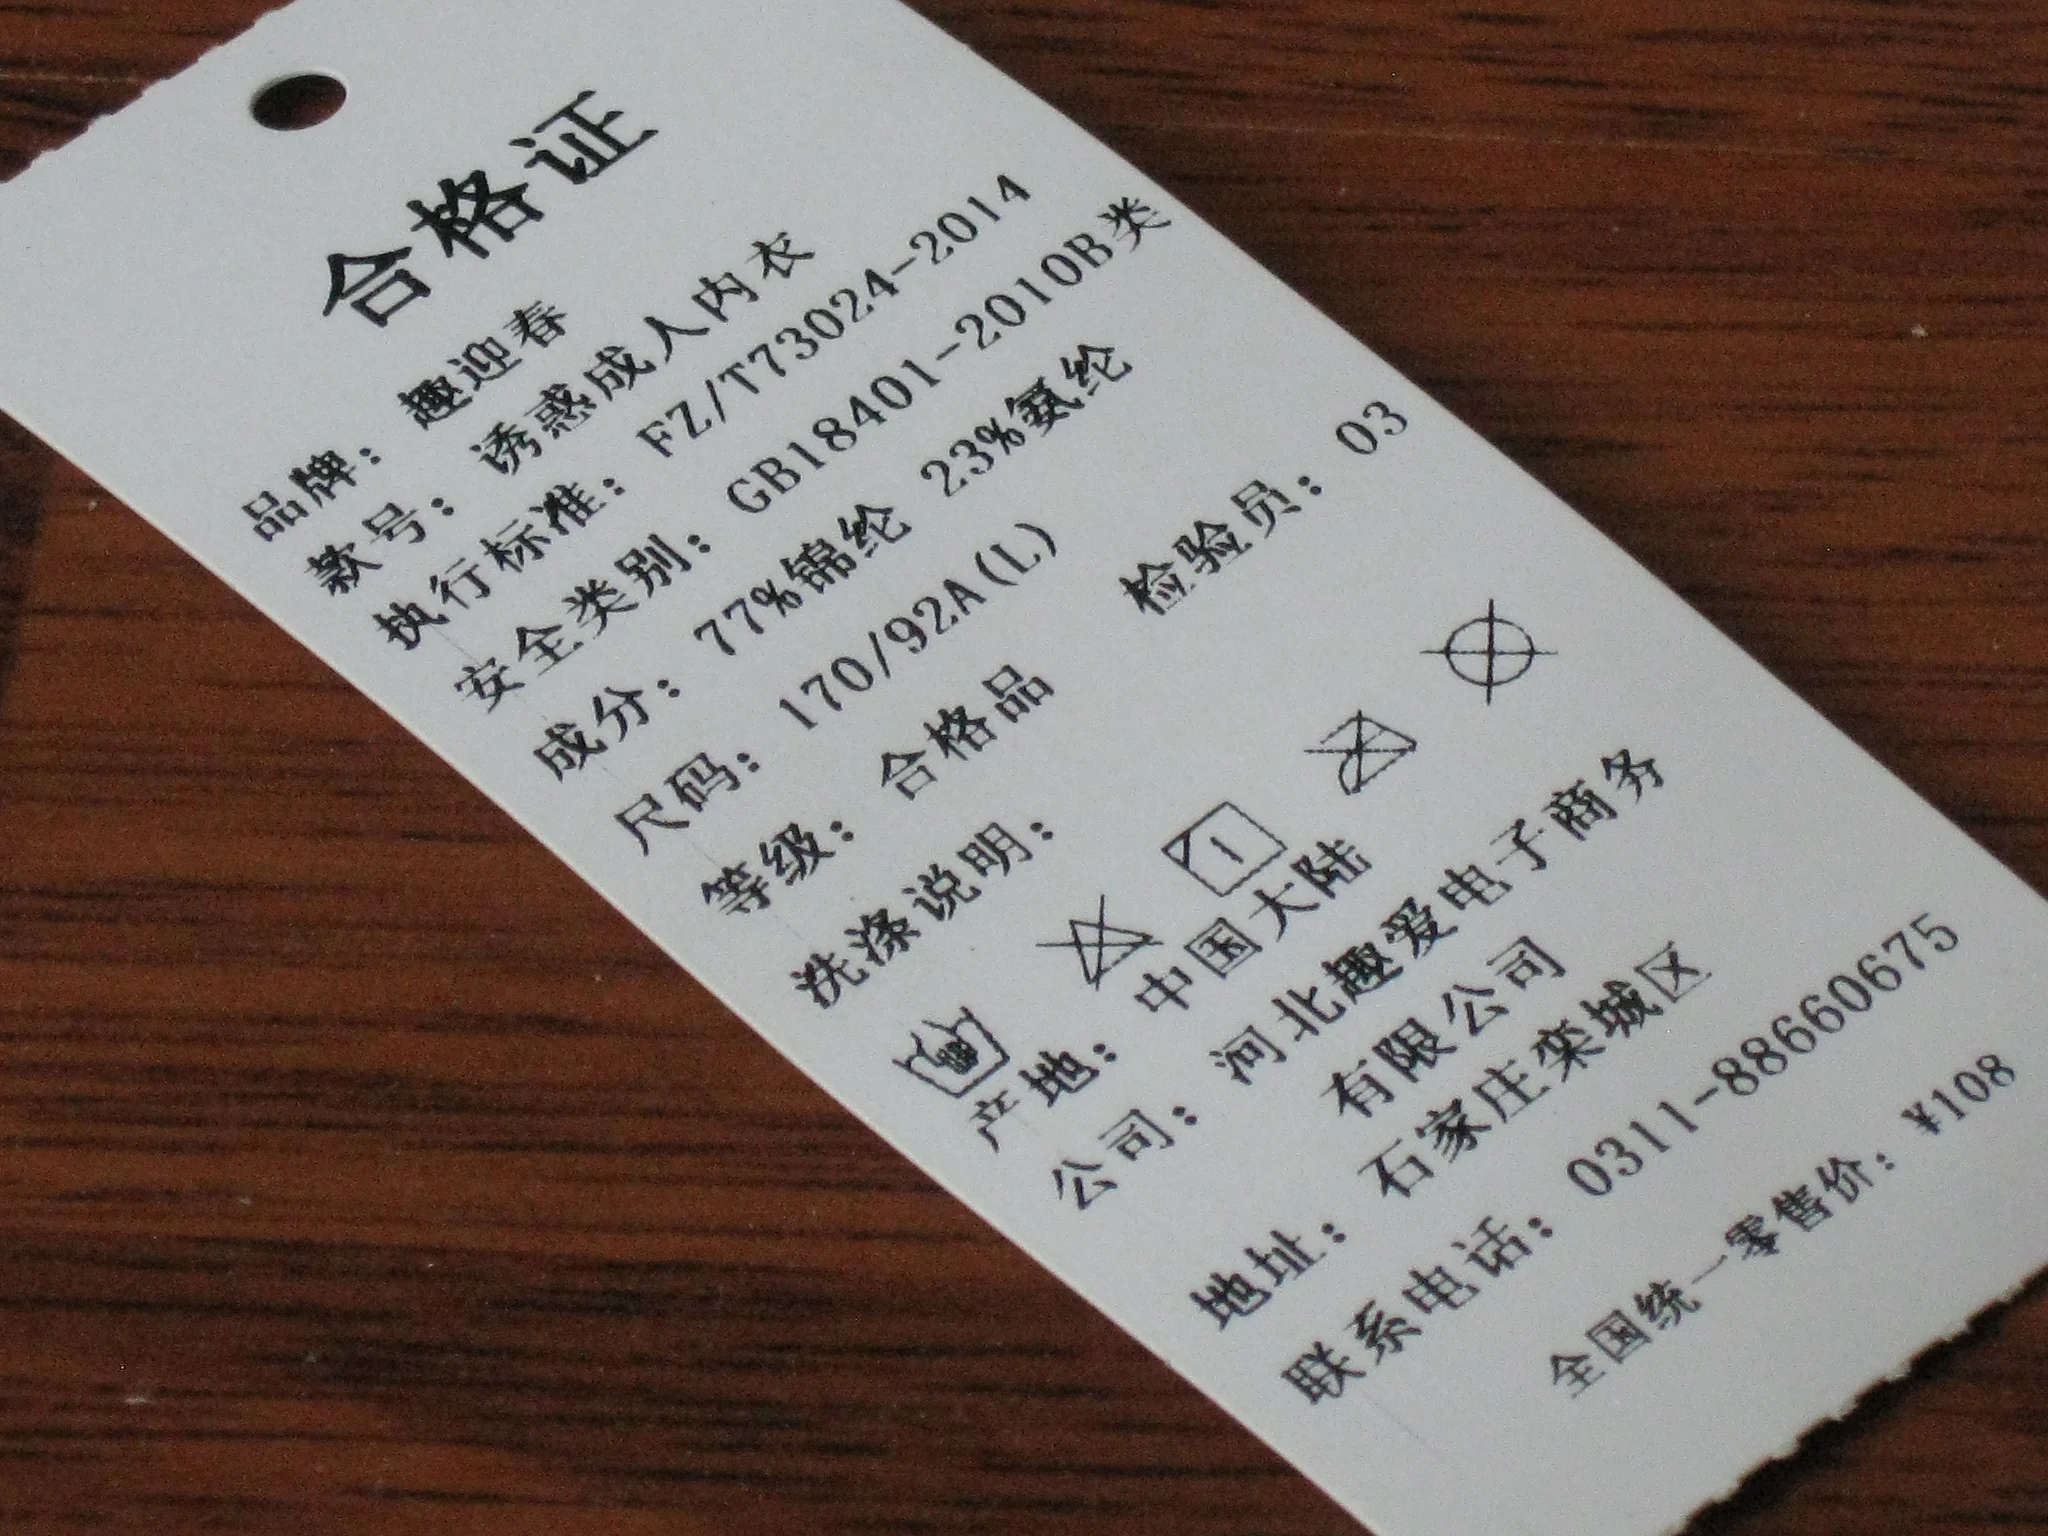 合格证
品牌：趣迎春
款号：诱惑成人内衣
执行标准：FZ/T73024-2014
安全类别：GB18401-2010B类
成分：77%锦纶 23%氨纶
尺码：170/92A(L)
等级：合格品 检验员：03
洗涤说明：
产地：中国大陆
公司：河北趣爱电子商务
有限公司
地址：石家庄栾城区
联系电话：0311-88660675
全国统一零售价：¥108